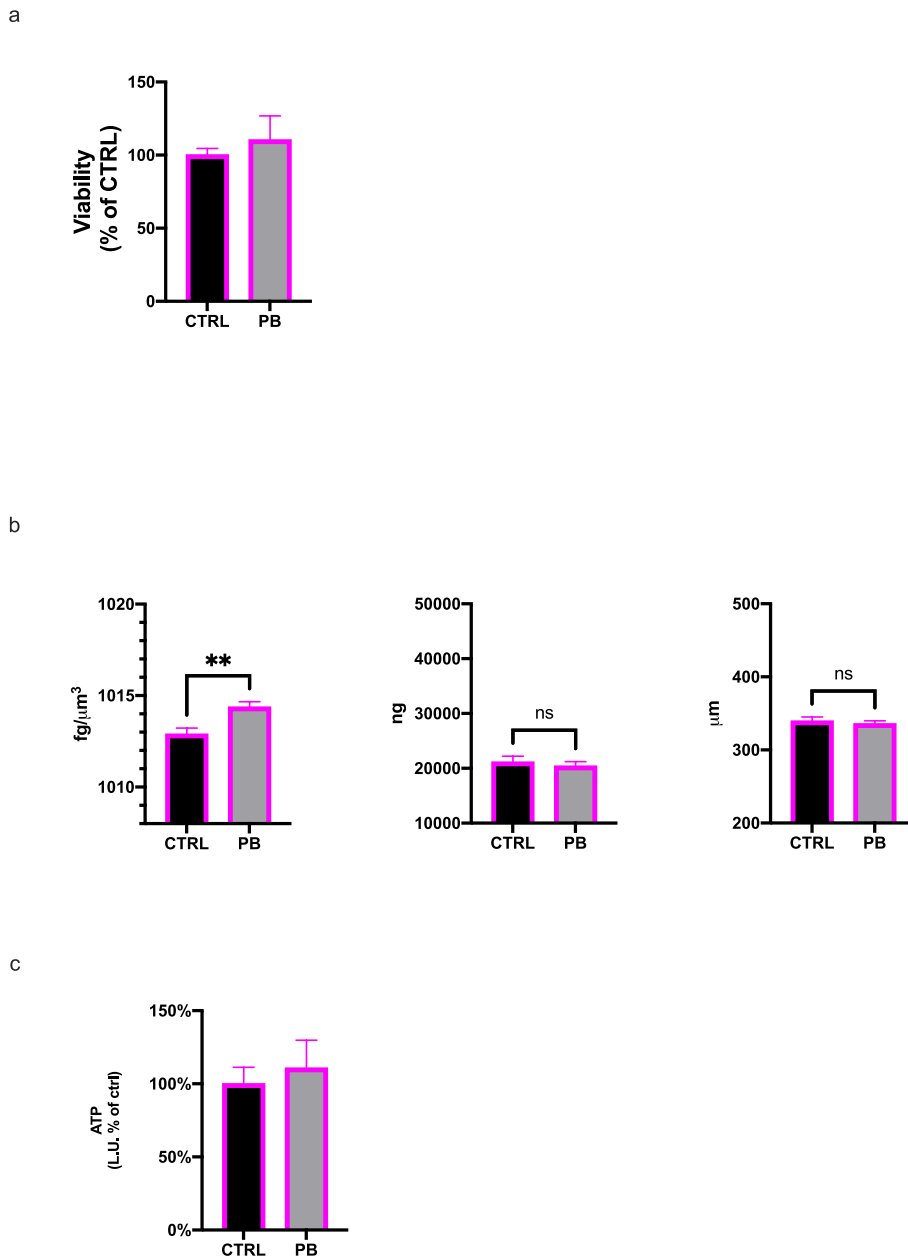 a
150
100
50
0
Viability
(% of CTRL)
CTRL PB
b
1020
1015
1010
fg/μm³
**
CTRL PB
50000
40000
30000
20000
10000
ng
ns
CTRL PB
500
400
300
200
μm
ns
CTRL PB
c
150%
100%
50%
0%
ATP
(L.U. % of ctrl)
CTRL PB